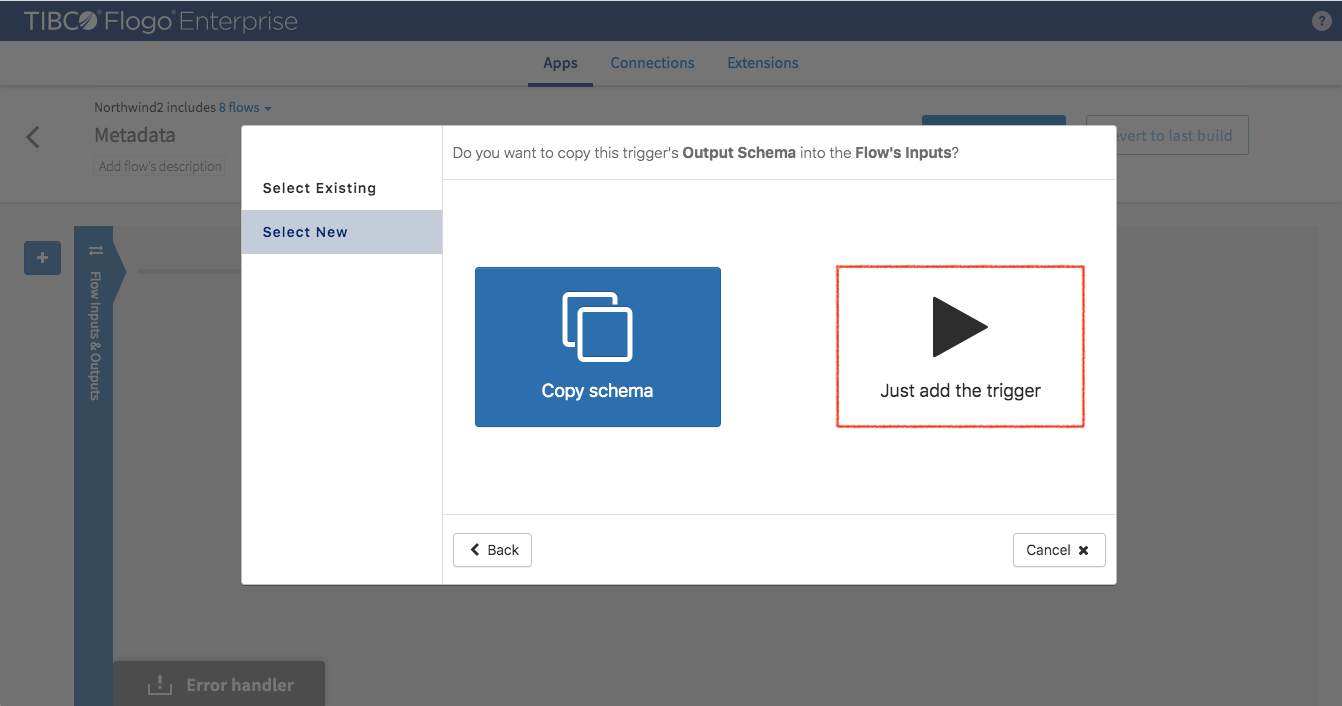 TIBCO® Flogo® Enterprise
?
Apps Connections Extensions
Northwind2 includes 8 flows
Metadata
Add flow's description
evert to last build
Do you want to copy this trigger's Output Schema into the Flow's Inputs?
Select Existing
Select New
Copy schema
Just add the trigger
Flow Inputs & Outputs
Back
Cancel
Error handler